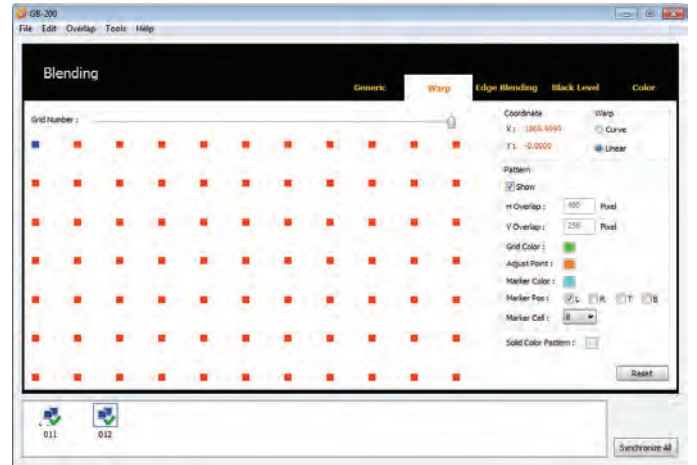 GB-200
File Edit Overlap Tools Help
Blending
Generic Warp Edge Blending Black Level Color
Grid Number :
Coordinate Warp
X : 1869.9999 Curve
Y : -0.0000 Linear
Pattern
Show
H Overlap : 480 Pixel
V Overlap : 256 Pixel
Grid Color :
Adjust Point :
Marker Color :
Marker Pos : L R T B
Marker Cell : 8
Solid Color Pattern :
Reset
011 012
Synchronize All